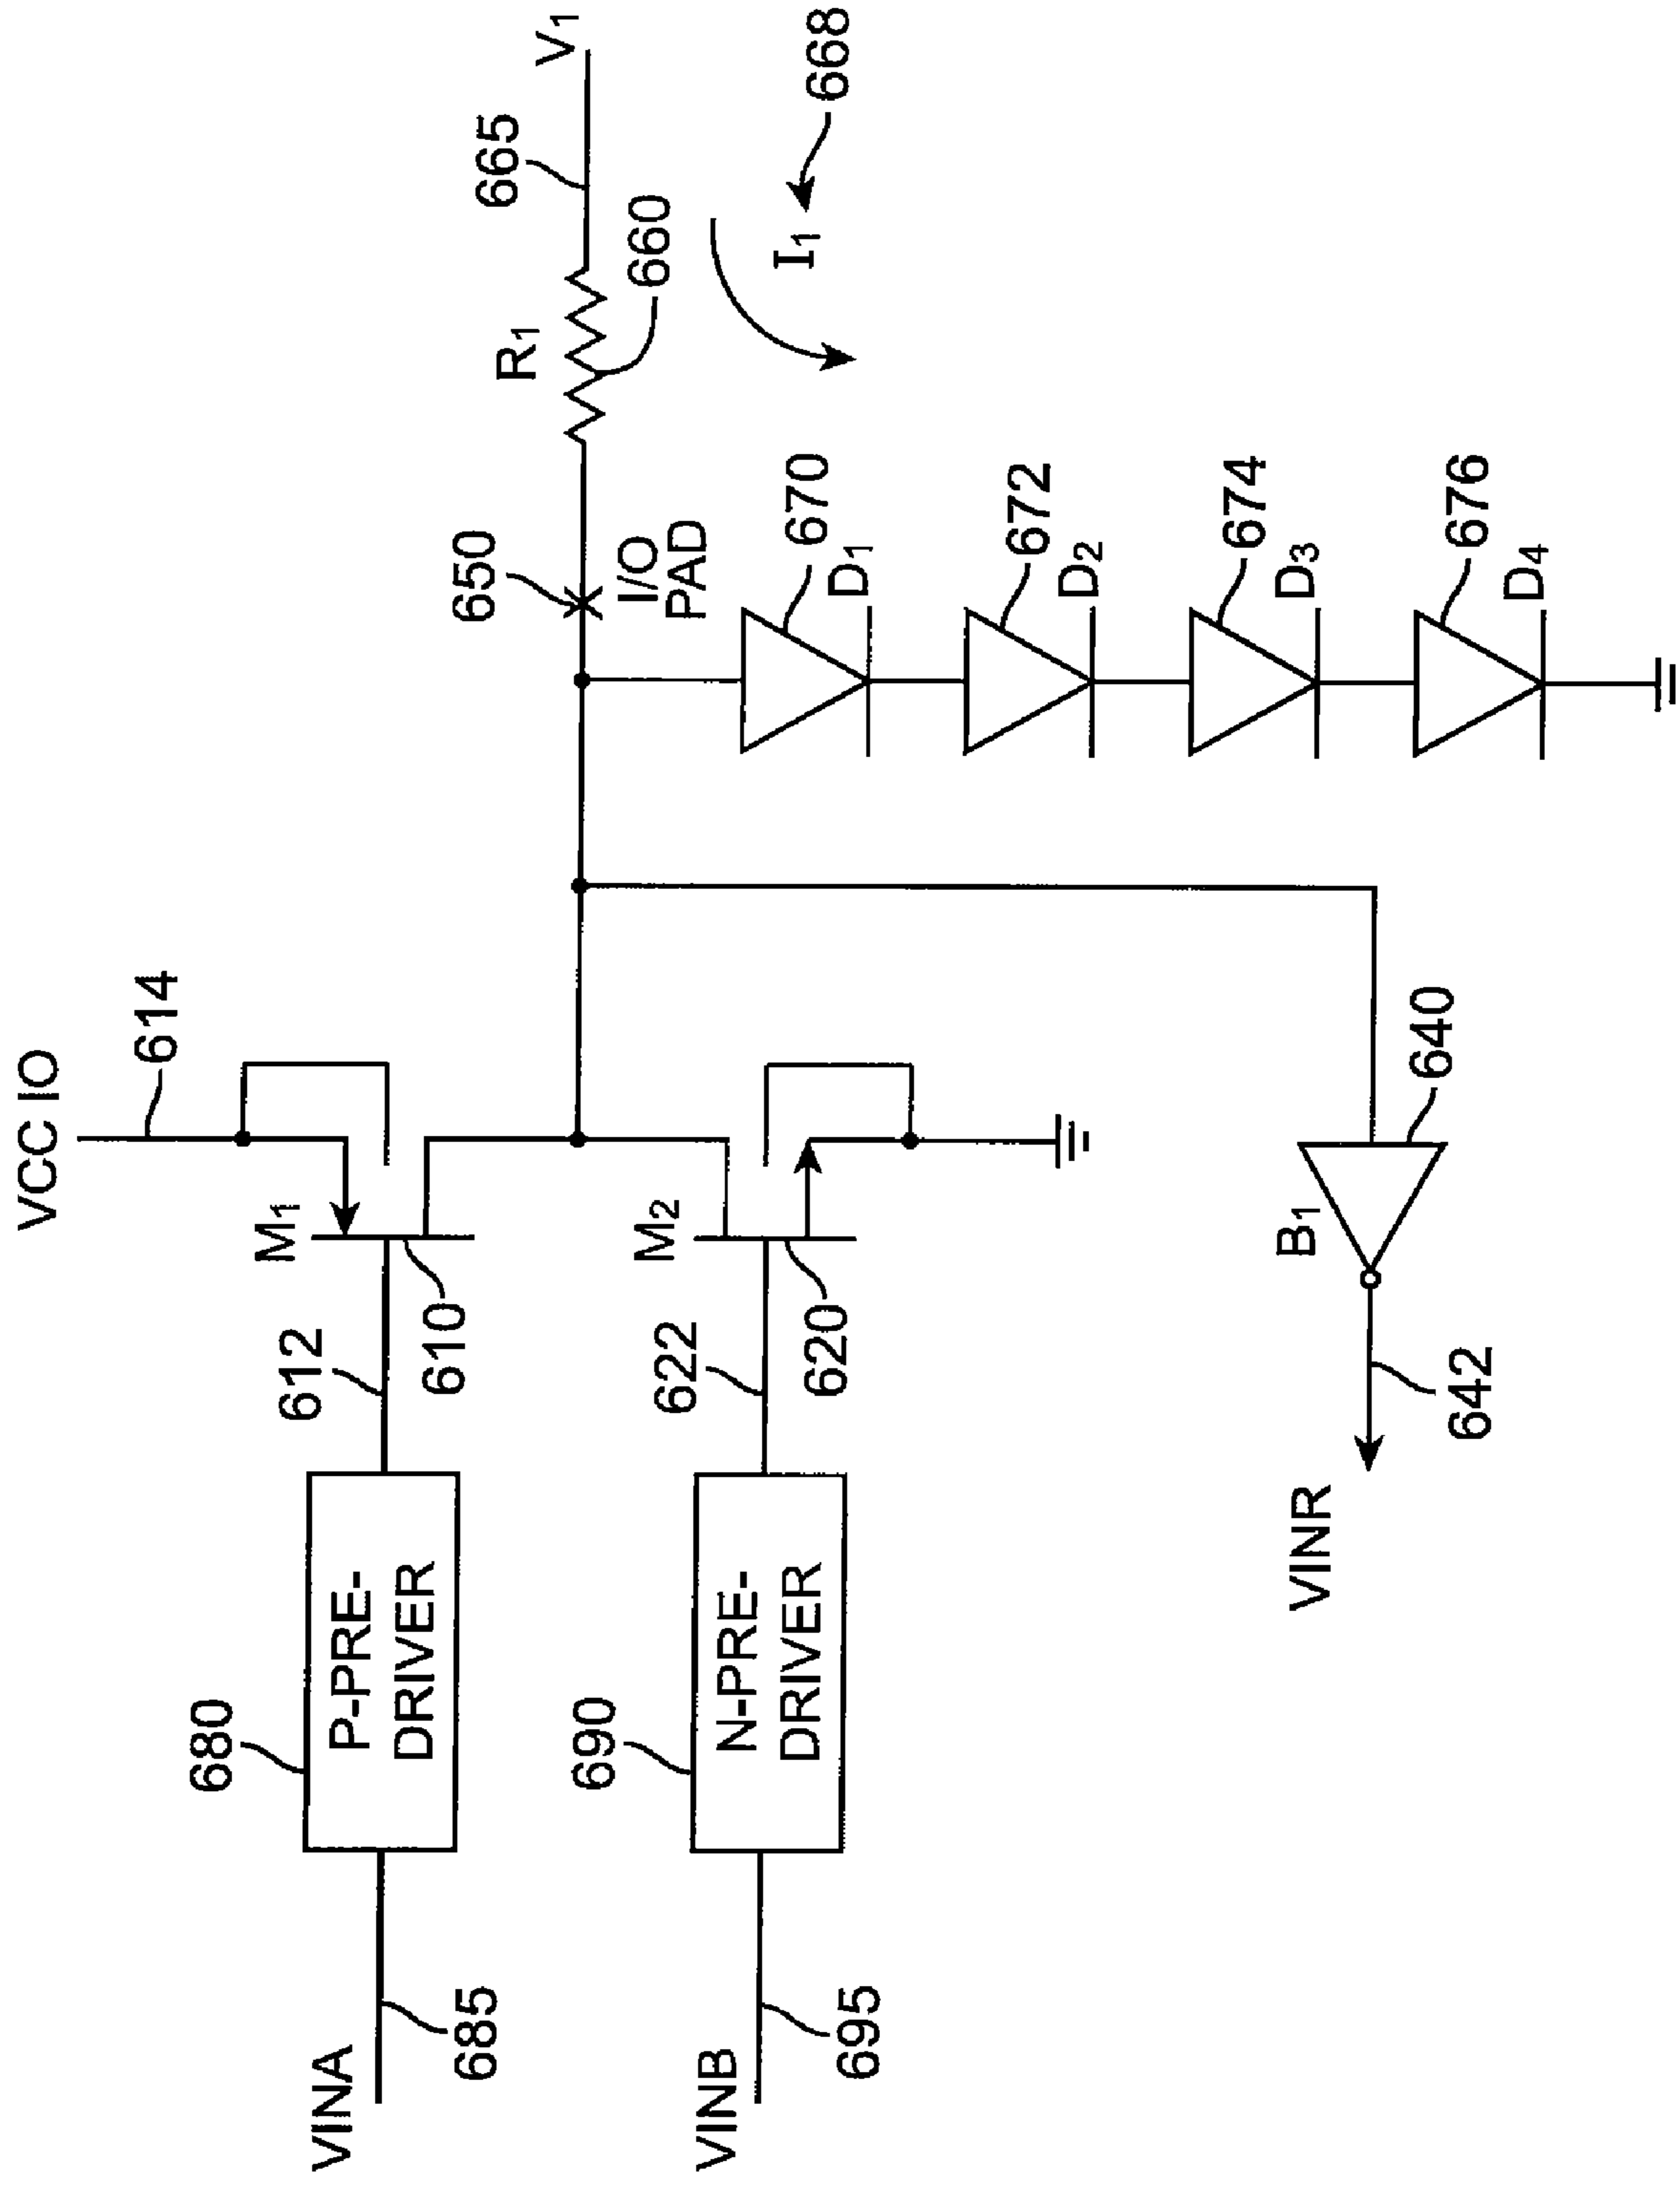 VCC IO
614
M1
612
610
680
P-PRE-
DRIVER
VINA
685
M2
622
620
690
N-PRE-
DRIVER
VINB
695
V1
665
R1
660
650
I/O
PAD
I1
668
670
D1
672
D2
674
D3
676
D4
B1
640
642
VINR